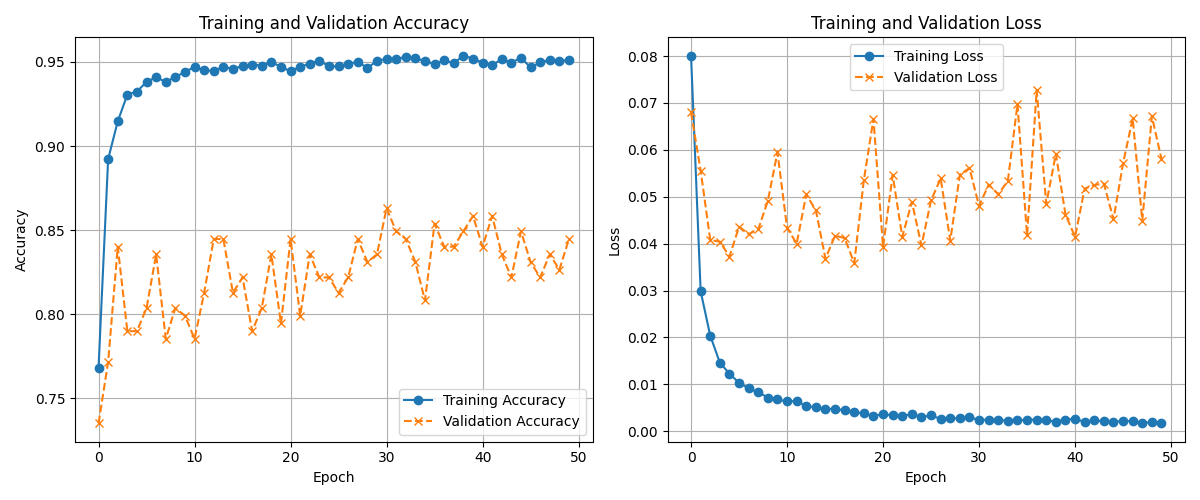 Training and Validation Accuracy
Accuracy
0.95
0.90
0.85
0.80
0.75
Training Accuracy
Validation Accuracy
0 10 20 30 40 50
Epoch
Training and Validation Loss
Loss
Training Loss
Validation Loss
0.08
0.07
0.06
0.05
0.04
0.03
0.02
0.01
0.00
0 10 20 30 40 50
Epoch